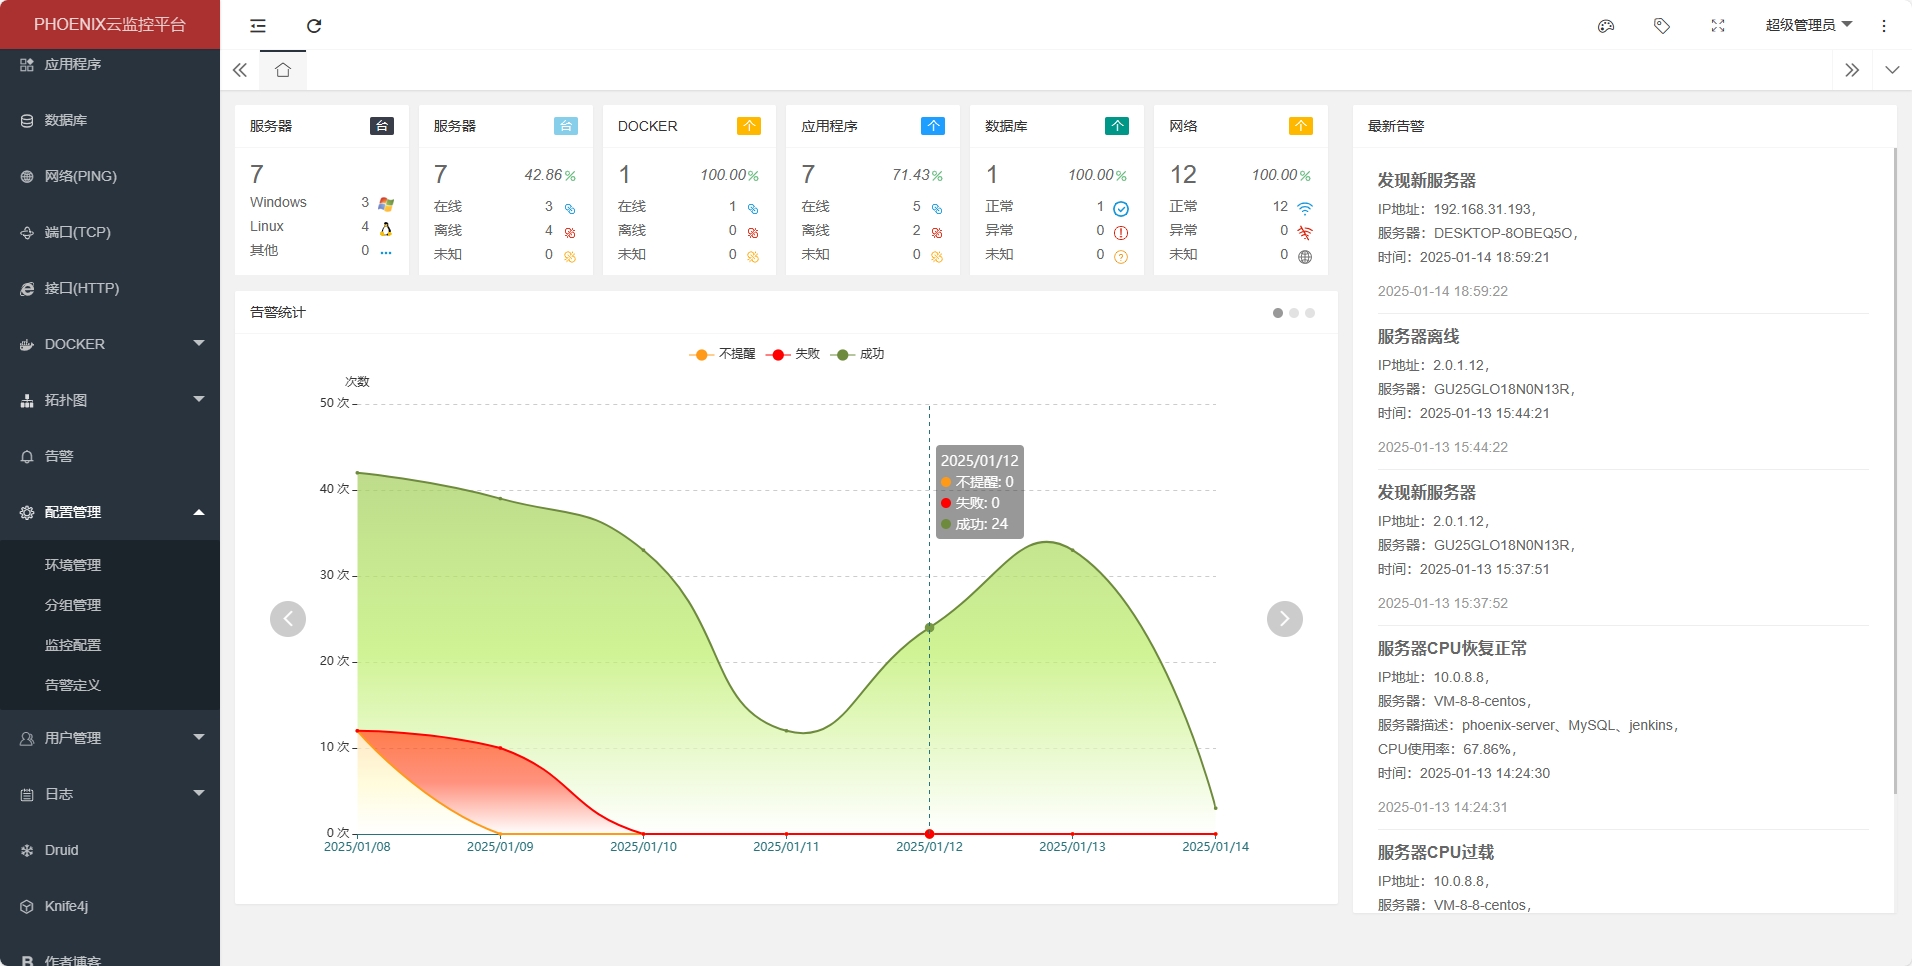 PHOENIX云监控平台
超级管理员
应用程序
数据库
网络(PING)
端口(TCP)
接口(HTTP)
DOCKER
拓扑图
告警
配置管理
环境管理
分组管理
监控配置
告警定义
用户管理
日志
Druid
Knife4j
作者博客
服务器 台
7
Windows 3
Linux 4
其他 0
服务器 台
7 42.86%
在线 3
离线 4
未知 0
DOCKER 个
1 100.00%
在线 1
离线 0
未知 0
应用程序 个
7 71.43%
在线 5
离线 2
未知 0
数据库 个
1 100.00%
正常 1
异常 0
未知 0
网络 个
12 100.00%
正常 12
异常 0
未知 0
告警统计
不提醒 失败 成功
次数
50 次
40 次
30 次
20 次
10 次
0 次
2025/01/08 2025/01/09 2025/01/10 2025/01/11 2025/01/12 2025/01/13 2025/01/14
2025/01/12
不提醒: 0
失败: 0
成功: 24
最新告警
发现新服务器
IP地址：192.168.31.193，
服务器：DESKTOP-8OBEQ5O，
时间：2025-01-14 18:59:21
2025-01-14 18:59:22
服务器离线
IP地址：2.0.1.12，
服务器：GU25GLO18N0N13R，
时间：2025-01-13 15:44:21
2025-01-13 15:44:22
发现新服务器
IP地址：2.0.1.12，
服务器：GU25GLO18N0N13R，
时间：2025-01-13 15:37:51
2025-01-13 15:37:52
服务器CPU恢复正常
IP地址：10.0.8.8，
服务器：VM-8-8-centos，
服务器描述：phoenix-server、MySQL、jenkins，
CPU使用率：67.86%，
时间：2025-01-13 14:24:30
2025-01-13 14:24:31
服务器CPU过载
IP地址：10.0.8.8，
服务器：VM-8-8-centos，